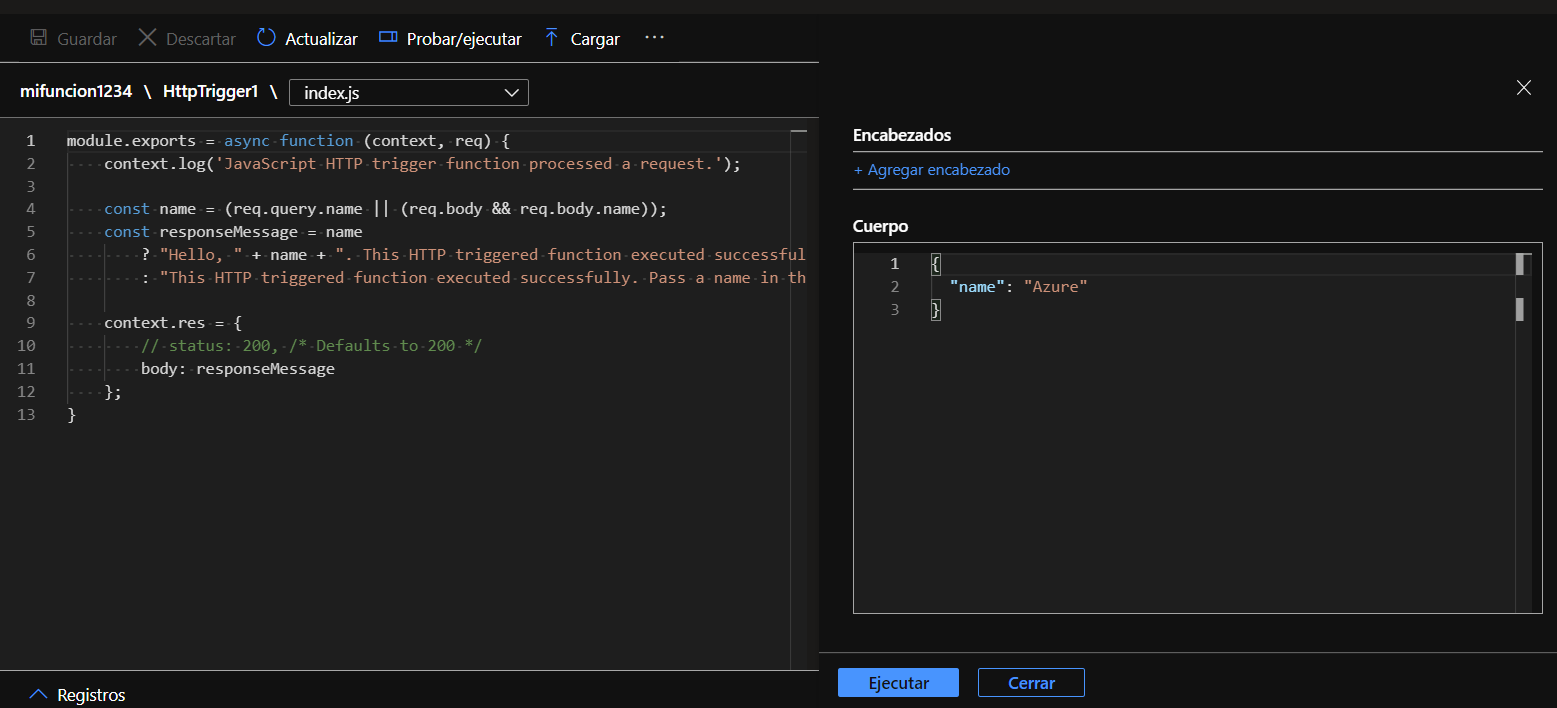 Guardar Descartar Actualizar Probar/ejecutar Cargar ...
mifuncion1234 \ HttpTrigger1 \ index.js
1 module.exports = async function (context, req) {
2 context.log('JavaScript HTTP trigger function processed a request.');
3
4 const name = (req.query.name || (req.body && req.body.name));
5 const responseMessage = name
6 ? "Hello, " + name + ". This HTTP triggered function executed successful
7 : "This HTTP triggered function executed successfully. Pass a name in th
8
9 context.res = {
10 // status: 200, /* Defaults to 200 */
11 body: responseMessage
12 };
13 }
Registros
Encabezados
+ Agregar encabezado
Cuerpo
1 {
2 "name": "Azure"
3 }
Ejecutar Cerrar